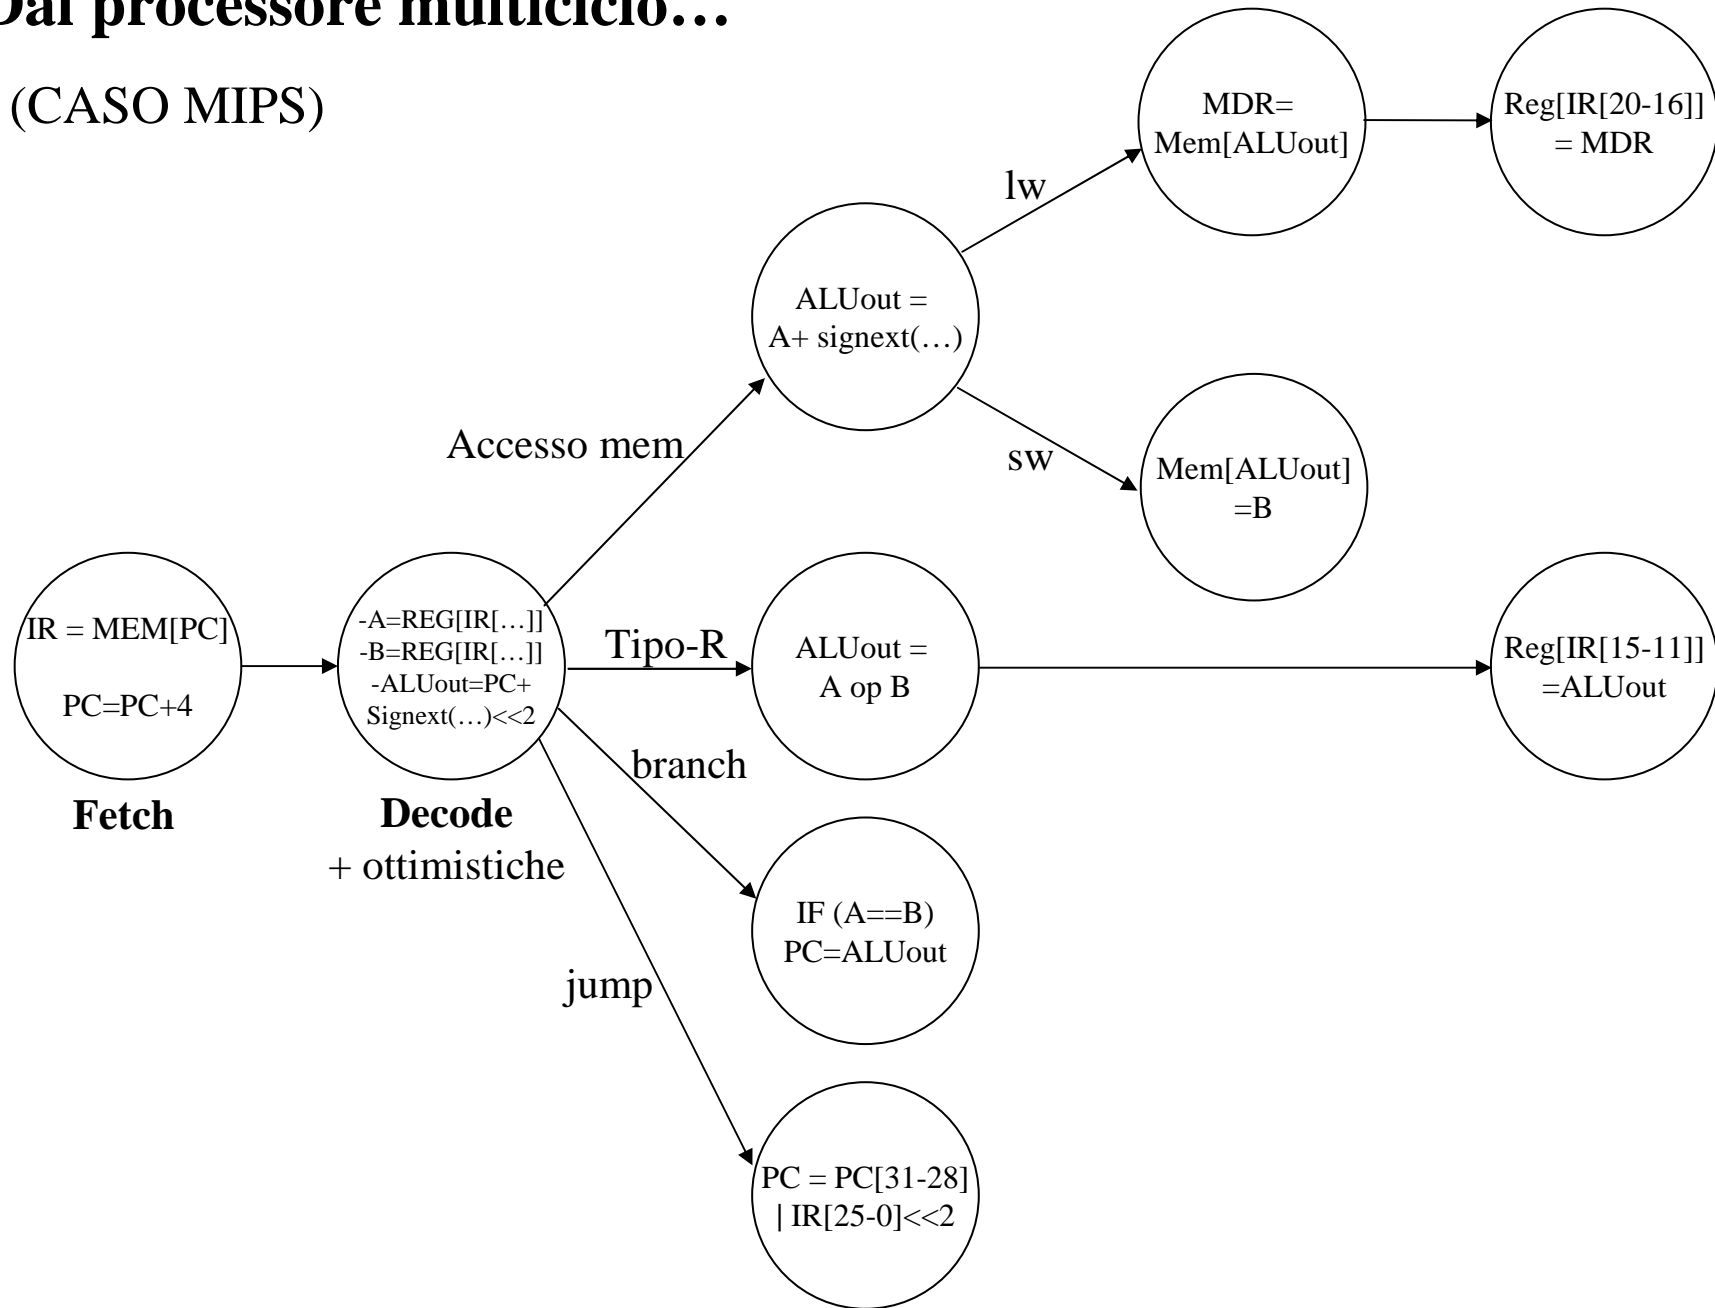 Dal processore multiciclo…
(CASO MIPS)
MDR=
Mem[ALUout]
Reg[IR[20-16]]
= MDR
lw
ALUout =
A+ signext(…)
Accesso mem
sw
Mem[ALUout]
=B
IR = MEM[PC]
PC=PC+4
Fetch
-A=REG[IR[…]]
-B=REG[IR[…]]
-ALUout=PC+
Signext(…)<<2
Decode
+ ottimistiche
Tipo-R
ALUout =
A op B
Reg[IR[15-11]]
=ALUout
branch
IF (A==B)
PC=ALUout
jump
PC = PC[31-28]
| IR[25-0]<<2